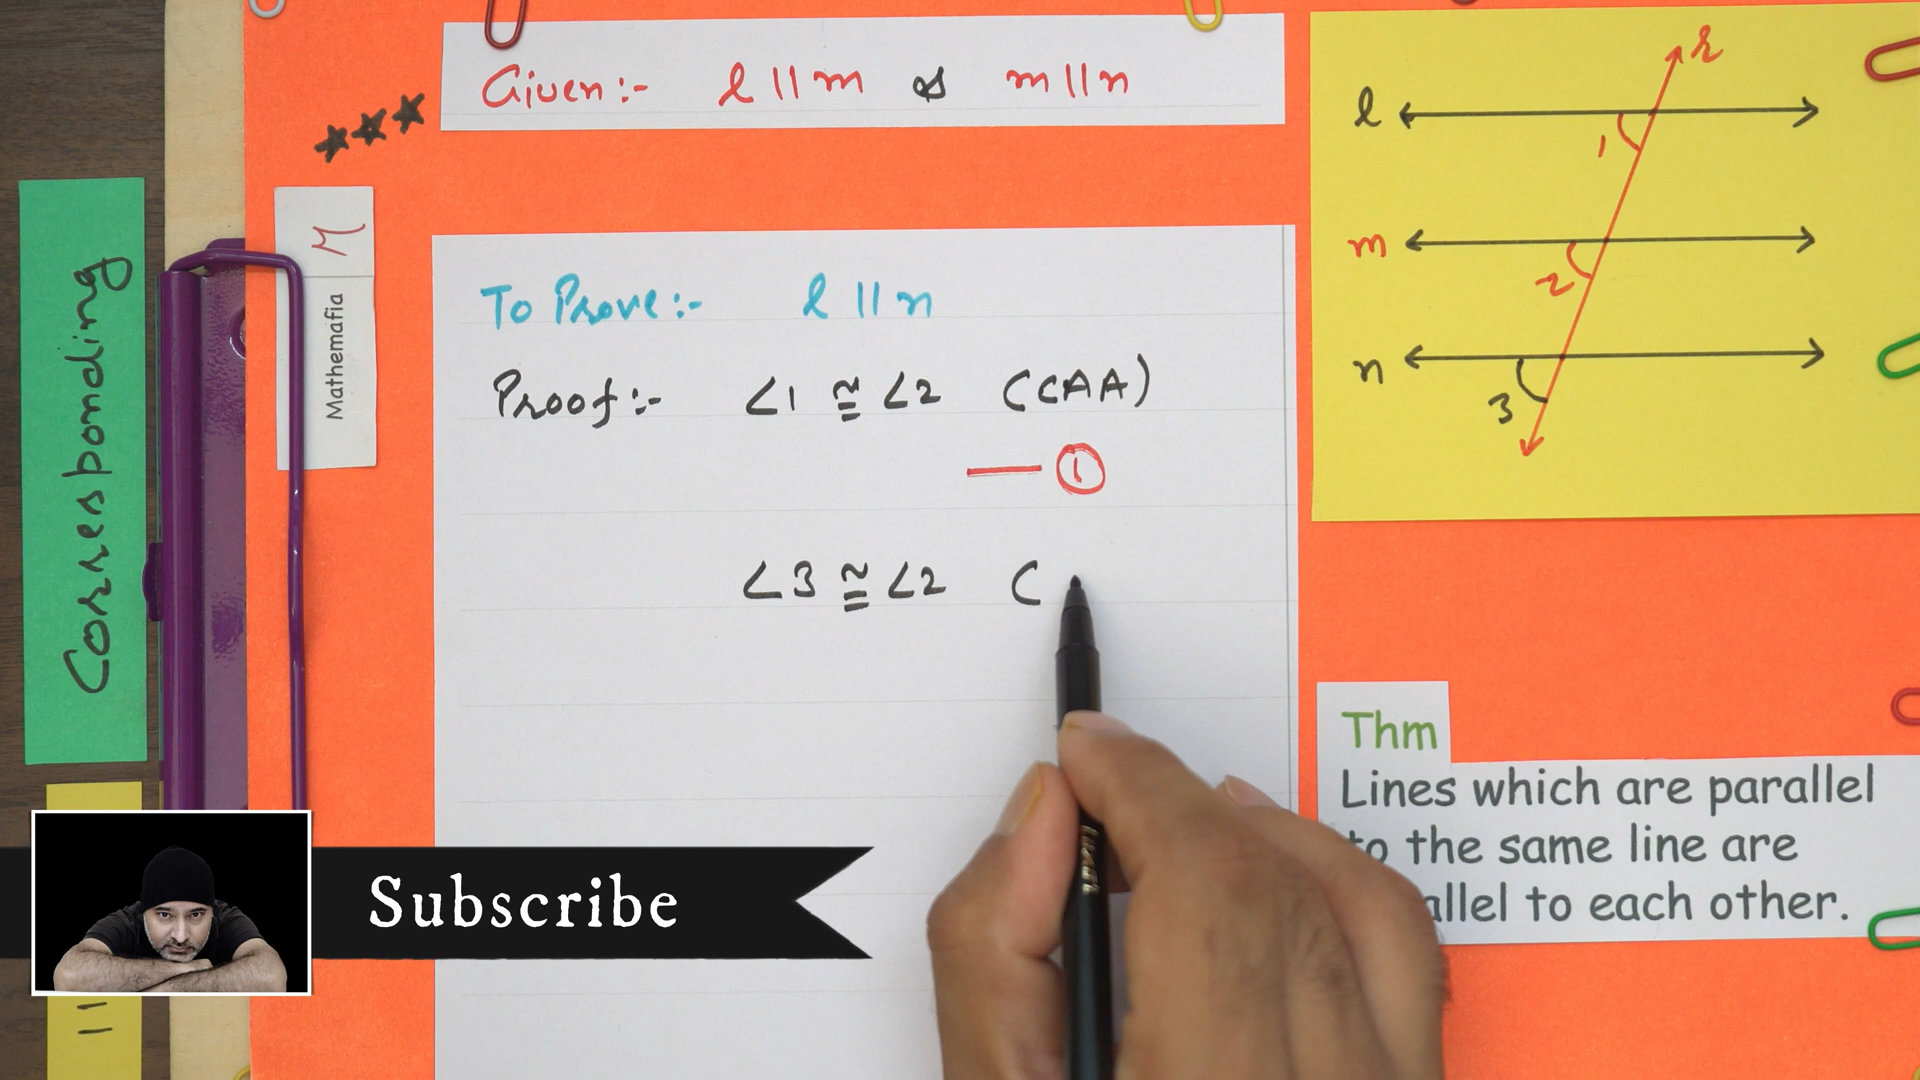 Given:- l || m & m || n
M
Mathemafia
Corresponding
To Prove:- l || n
Proof:- ∠1 ≅ ∠2 (CAA)
— ①
∠3 ≅ ∠2 (
r
l
1
m
2
n
3
Thm
Lines which are parallel
to the same line are
allel to each other.
Subscribe
||